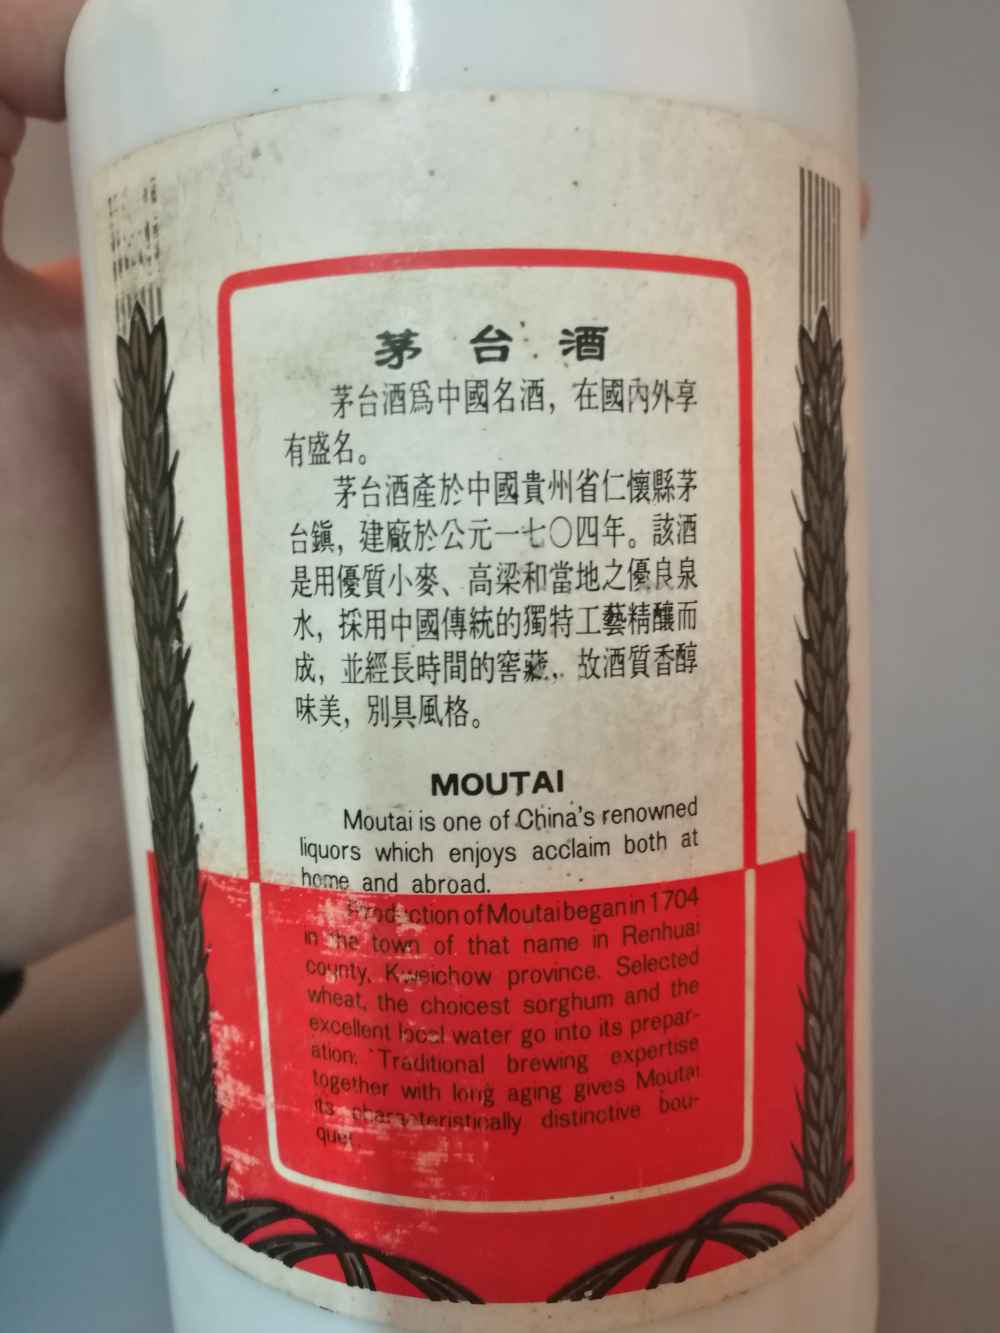 茅台酒
茅台酒爲中國名酒，在國內外享
有盛名。
茅台酒產於中國貴州省仁懷縣茅
台鎭，建廠於公元一七〇四年。該酒
是用優質小麥、高梁和當地之優良泉
水，採用中國傳統的獨特工藝精釀而
成，並經長時間的窖藏，故酒質香醇
味美，別具風格。
MOUTAI
Moutai is one of China's renowned
liquors which enjoys acclaim both at
home and abroad.
Production of Moutai began in 1704
in the town of that name in Renhuai
county, Kweichow province. Selected
wheat, the choicest sorghum and the
excellent local water go into its prepar-
ation. Traditional brewing expertise
together with long aging gives Moutai
its characteristically distinctive bou-
quet.